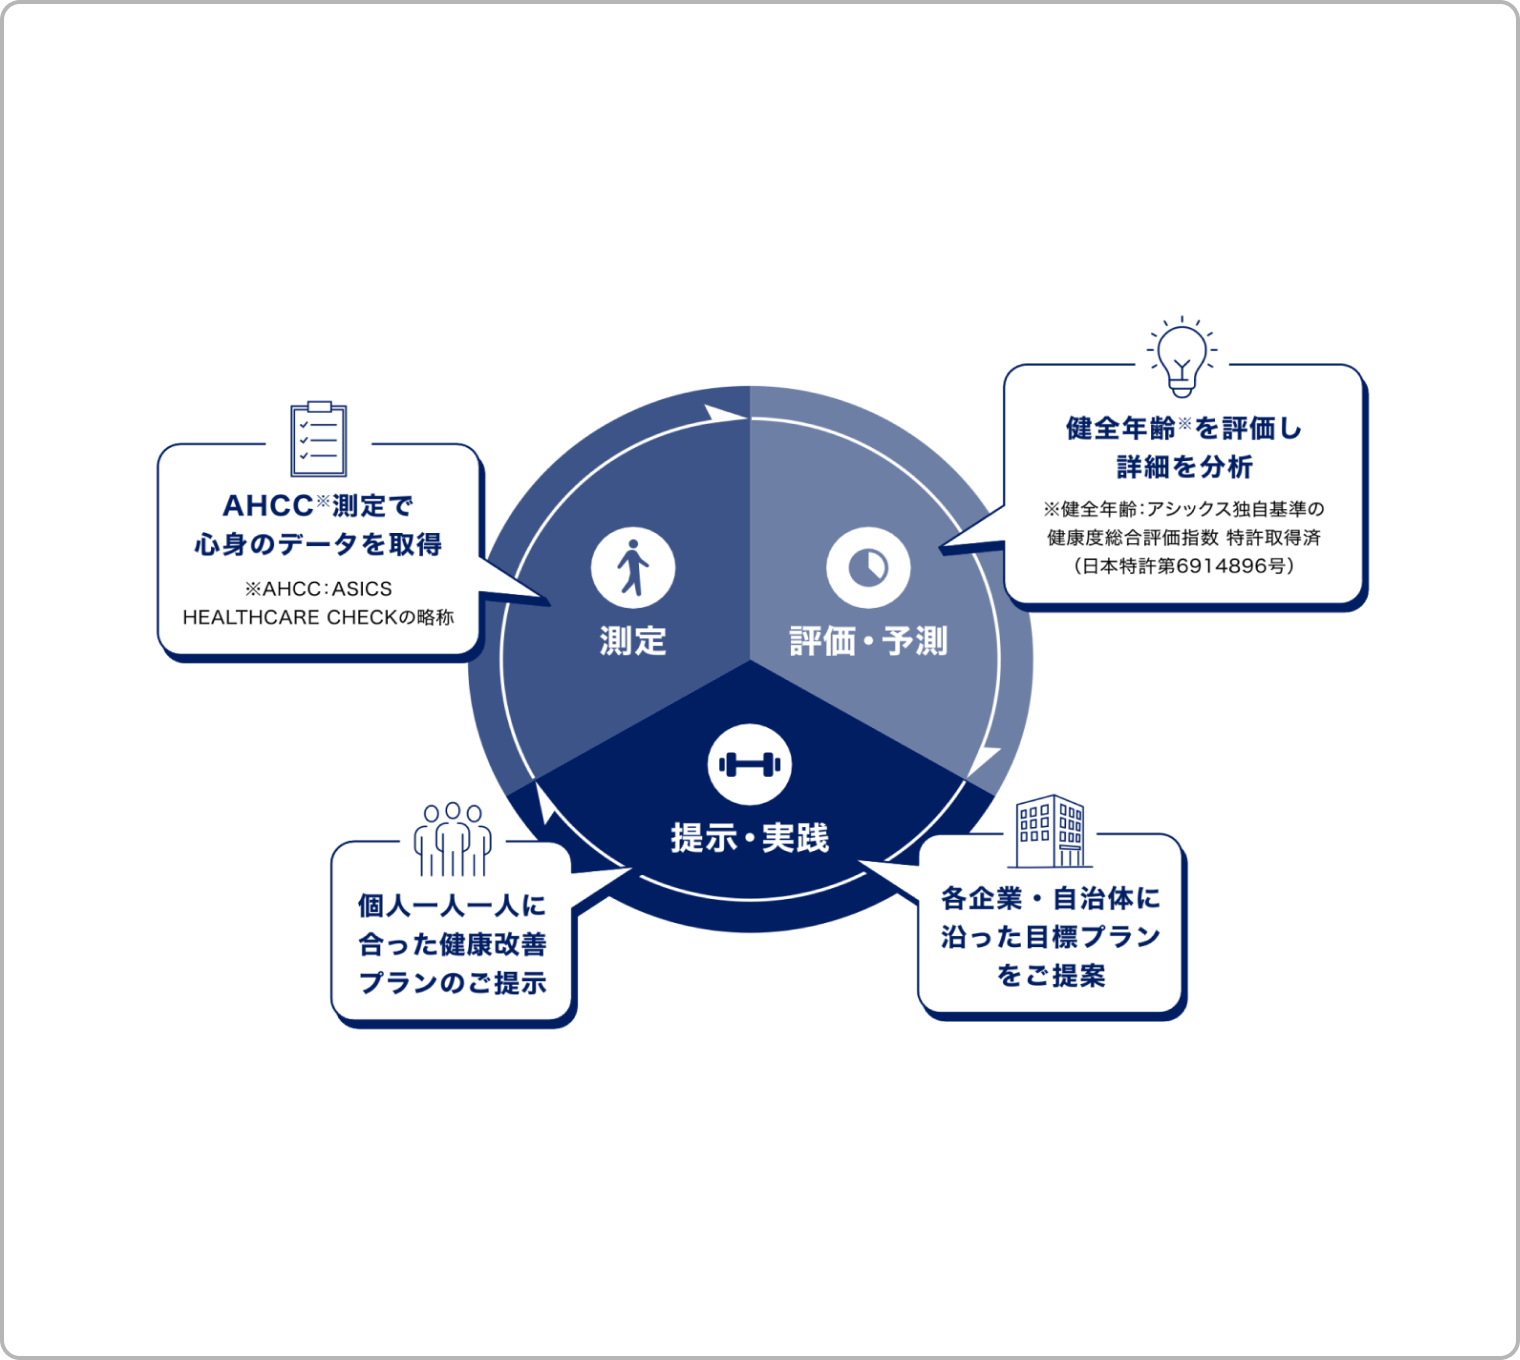 AHCC※測定で
心身のデータを取得
※AHCC：ASICS
HEALTHCARE CHECKの略称
健全年齢※を評価し
詳細を分析
※健全年齢：アシックス独自基準の
健康度総合評価指数 特許取得済
（日本特許第6914896号）
測定
評価・予測
提示・実践
個人一人一人に
合った健康改善
プランのご提示
各企業・自治体に
沿った目標プラン
をご提案